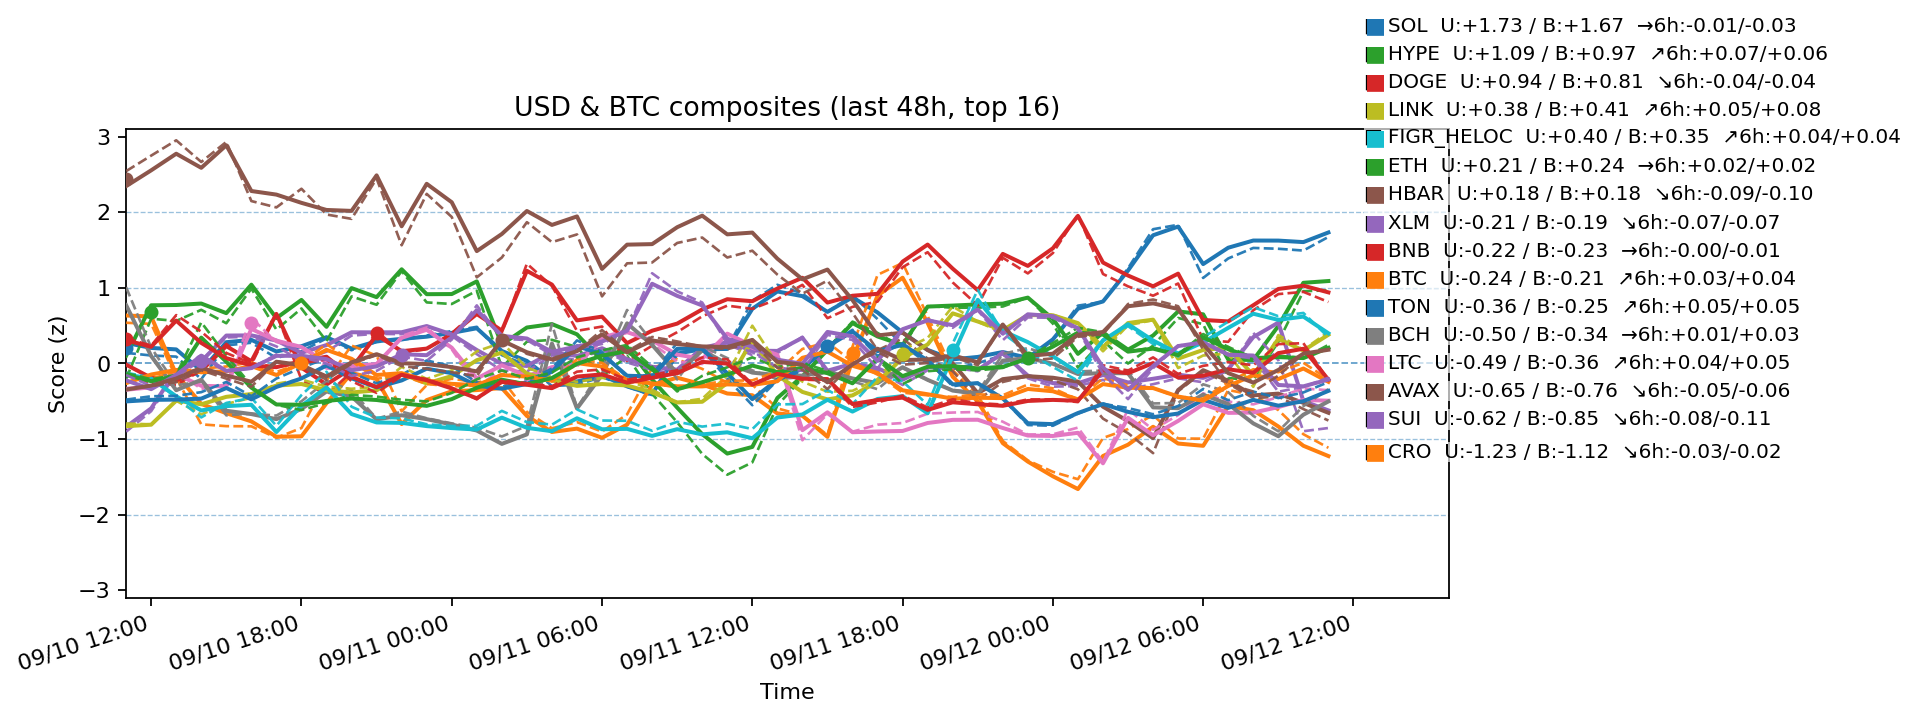 SOL  U:+1.73 / B:+1.67  →6h:-0.01/-0.03
HYPE  U:+1.09 / B:+0.97  ↗6h:+0.07/+0.06
DOGE  U:+0.94 / B:+0.81  ↘6h:-0.04/-0.04
LINK  U:+0.38 / B:+0.41  ↗6h:+0.05/+0.08
FIGR_HELOC  U:+0.40 / B:+0.35  ↗6h:+0.04/+0.04
ETH  U:+0.21 / B:+0.24  →6h:+0.02/+0.02
HBAR  U:+0.18 / B:+0.18  ↘6h:-0.09/-0.10
XLM  U:-0.21 / B:-0.19  ↘6h:-0.07/-0.07
BNB  U:-0.22 / B:-0.23  →6h:-0.00/-0.01
BTC  U:-0.24 / B:-0.21  ↗6h:+0.03/+0.04
TON  U:-0.36 / B:-0.25  ↗6h:+0.05/+0.05
BCH  U:-0.50 / B:-0.34  →6h:+0.01/+0.03
LTC  U:-0.49 / B:-0.36  ↗6h:+0.04/+0.05
AVAX  U:-0.65 / B:-0.76  ↘6h:-0.05/-0.06
SUI  U:-0.62 / B:-0.85  ↘6h:-0.08/-0.11
CRO  U:-1.23 / B:-1.12  ↘6h:-0.03/-0.02
USD & BTC composites (last 48h, top 16)
Score (z)
3
2
1
0
−1
−2
−3
09/10 12:00
09/10 18:00
09/11 00:00
09/11 06:00
09/11 12:00
09/11 18:00
09/12 00:00
09/12 06:00
09/12 12:00
Time